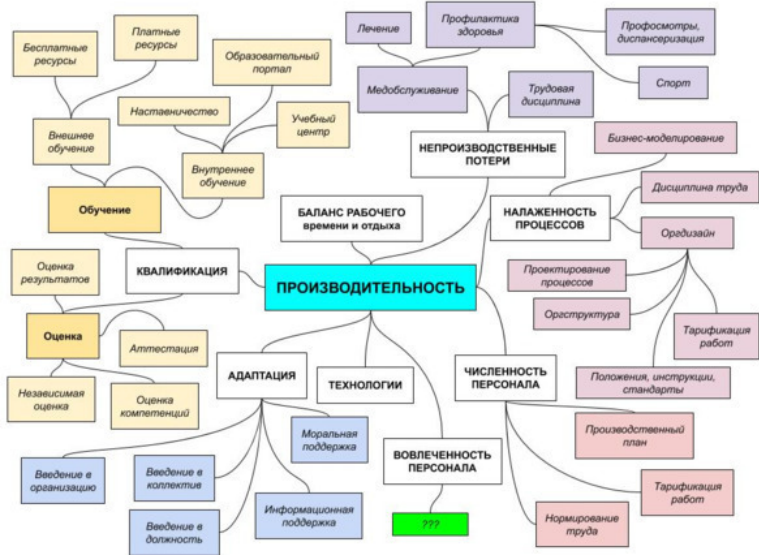 Бесплатные
ресурсы
Платные
ресурсы
Образовательный
портал
Наставничество
Учебный
центр
Внешнее
обучение
Внутреннее
обучение
Обучение
Лечение
Профилактика
здоровья
Профосмотры,
диспансеризация
Медобслуживание
Трудовая
дисциплина
Спорт
НЕПРОИЗВОДСТВЕННЫЕ
ПОТЕРИ
Бизнес-моделирование
Дисциплина труда
НАЛАЖЕННОСТЬ
ПРОЦЕССОВ
Оргдизайн
Проектирование
процессов
Оргструктура
Тарификация
работ
Положения, инструкции,
стандарты
БАЛАНС РАБОЧЕГО
времени и отдыха
КВАЛИФИКАЦИЯ
ПРОИЗВОДИТЕЛЬНОСТЬ
Оценка
результатов
Оценка
Аттестация
Независимая
оценка
Оценка
компетенций
АДАПТАЦИЯ
ТЕХНОЛОГИИ
ЧИСЛЕННОСТЬ
ПЕРСОНАЛА
Моральная
поддержка
ВОВЛЕЧЕННОСТЬ
ПЕРСОНАЛА
Введение в
организацию
Введение в
коллектив
Введение в
должность
Информационная
поддержка
???
Производственный
план
Тарификация
работ
Нормирование
труда